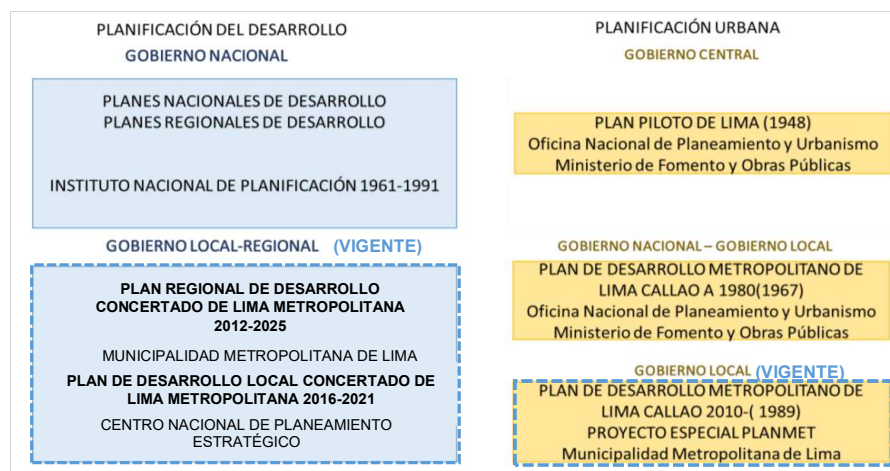 PLANIFICACIÓN DEL DESARROLLO
GOBIERNO NACIONAL
PLANES NACIONALES DE DESARROLLO
PLANES REGIONALES DE DESARROLLO
INSTITUTO NACIONAL DE PLANIFICACIÓN 1961-1991
GOBIERNO LOCAL-REGIONAL (VIGENTE)
PLAN REGIONAL DE DESARROLLO
CONCERTADO DE LIMA METROPOLITANA
2012-2025
MUNICIPALIDAD METROPOLITANA DE LIMA
PLAN DE DESARROLLO LOCAL CONCERTADO DE
LIMA METROPOLITANA 2016-2021
CENTRO NACIONAL DE PLANEAMIENTO
ESTRATÉGICO
PLANIFICACIÓN URBANA
GOBIERNO CENTRAL
PLAN PILOTO DE LIMA (1948)
Oficina Nacional de Planeamiento y Urbanismo
Ministerio de Fomento y Obras Públicas
GOBIERNO NACIONAL – GOBIERNO LOCAL
PLAN DE DESARROLLO METROPOLITANO DE
LIMA CALLAO A 1980(1967)
Oficina Nacional de Planeamiento y Urbanismo
Ministerio de Fomento y Obras Públicas
GOBIERNO LOCAL (VIGENTE)
PLAN DE DESARROLLO METROPOLITANO DE
LIMA CALLAO 2010-( 1989)
PROYECTO ESPECIAL PLANMET
Municipalidad Metropolitana de Lima